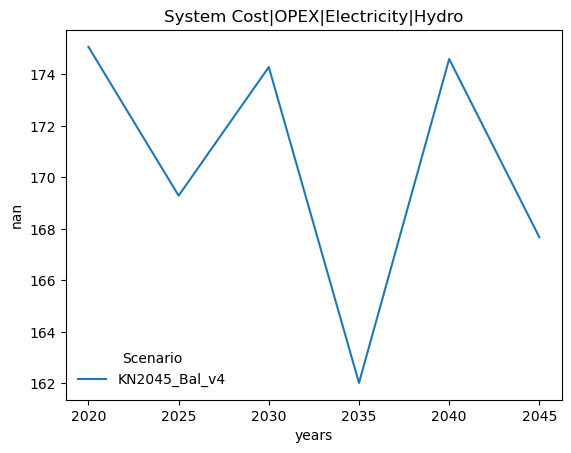 System Cost|OPEX|Electricity|Hydro
174
172
170
168
166
164
162
nan
Scenario
KN2045_Bal_v4
2020 2025 2030 2035 2040 2045
years